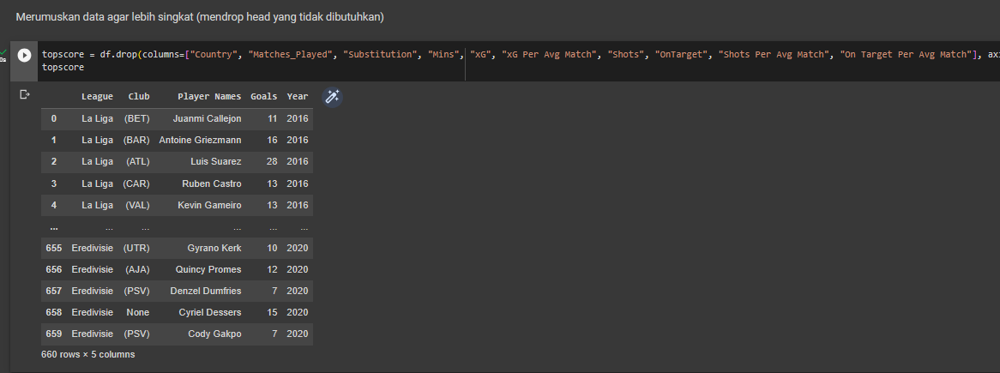 Merumuskan data agar lebih singkat (mendrop head yang tidak dibutuhkan)
topscore = df.drop(columns=["Country", "Matches_Played", "Substitution", "Mins", "xG", "xG Per Avg Match", "Shots", "OnTarget", "Shots Per Avg Match", "On Target Per Avg Match"], axi
topscore
League Club Player Names Goals Year
0 La Liga (BET) Juanmi Callejon 11 2016
1 La Liga (BAR) Antoine Griezmann 16 2016
2 La Liga (ATL) Luis Suarez 28 2016
3 La Liga (CAR) Ruben Castro 13 2016
4 La Liga (VAL) Kevin Gameiro 13 2016
... ... ... ... ... ...
655 Eredivisie (UTR) Gyrano Kerk 10 2020
656 Eredivisie (AJA) Quincy Promes 12 2020
657 Eredivisie (PSV) Denzel Dumfries 7 2020
658 Eredivisie None Cyriel Dessers 15 2020
659 Eredivisie (PSV) Cody Gakpo 7 2020
660 rows × 5 columns